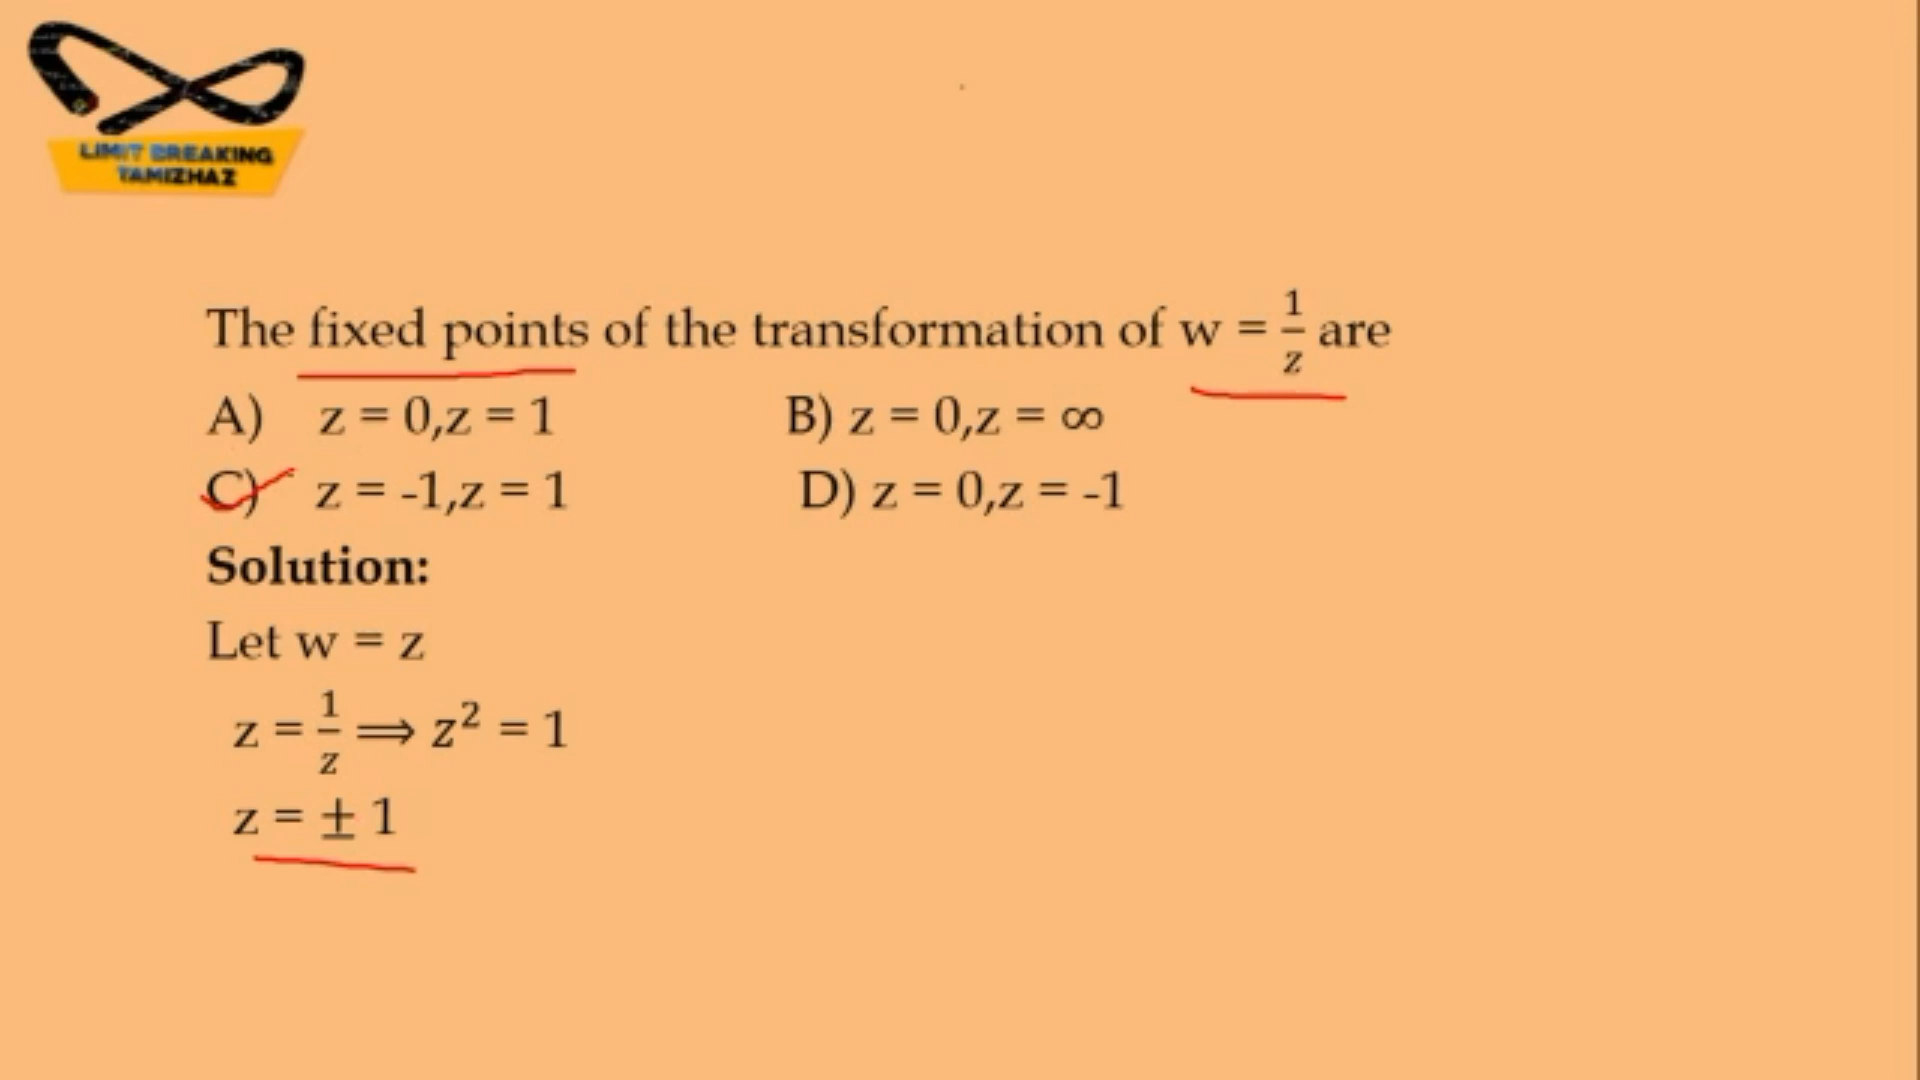 LIMIT BREAKING
TAMIZHAZ
The fixed points of the transformation of w = 1/z are
A) z = 0,z = 1 B) z = 0,z = ∞
C) z = -1,z = 1 D) z = 0,z = -1
Solution:
Let w = z
z = 1/z ⟹ z² = 1
z = ± 1